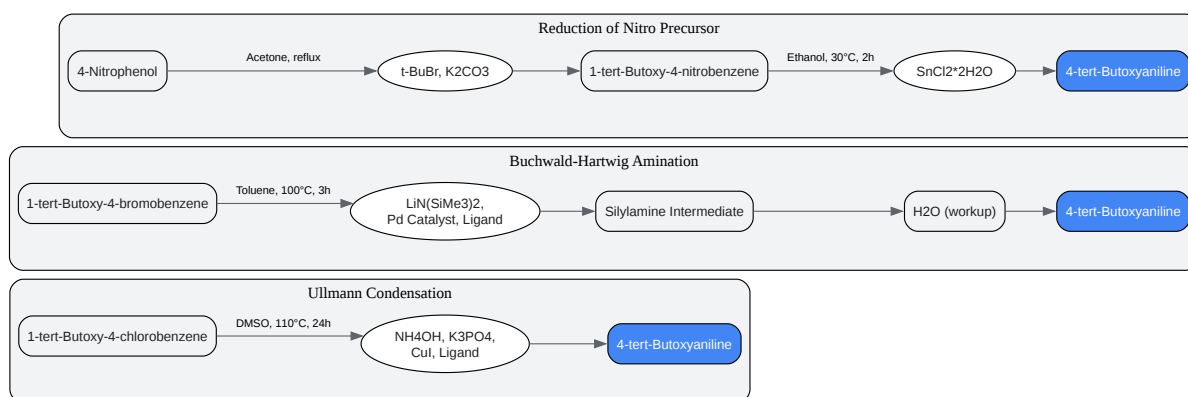 Reduction of Nitro Precursor
4-Nitrophenol
Acetone, reflux
t-BuBr, K2CO3
1-tert-Butoxy-4-nitrobenzene
Ethanol, 30°C, 2h
SnCl2*2H2O
4-tert-Butoxyaniline
Buchwald-Hartwig Amination
1-tert-Butoxy-4-bromobenzene
Toluene, 100°C, 3h
LiN(SiMe3)2,
Pd Catalyst, Ligand
Silylamine Intermediate
H2O (workup)
4-tert-Butoxyaniline
Ullmann Condensation
1-tert-Butoxy-4-chlorobenzene
DMSO, 110°C, 24h
NH4OH, K3PO4,
CuI, Ligand
4-tert-Butoxyaniline